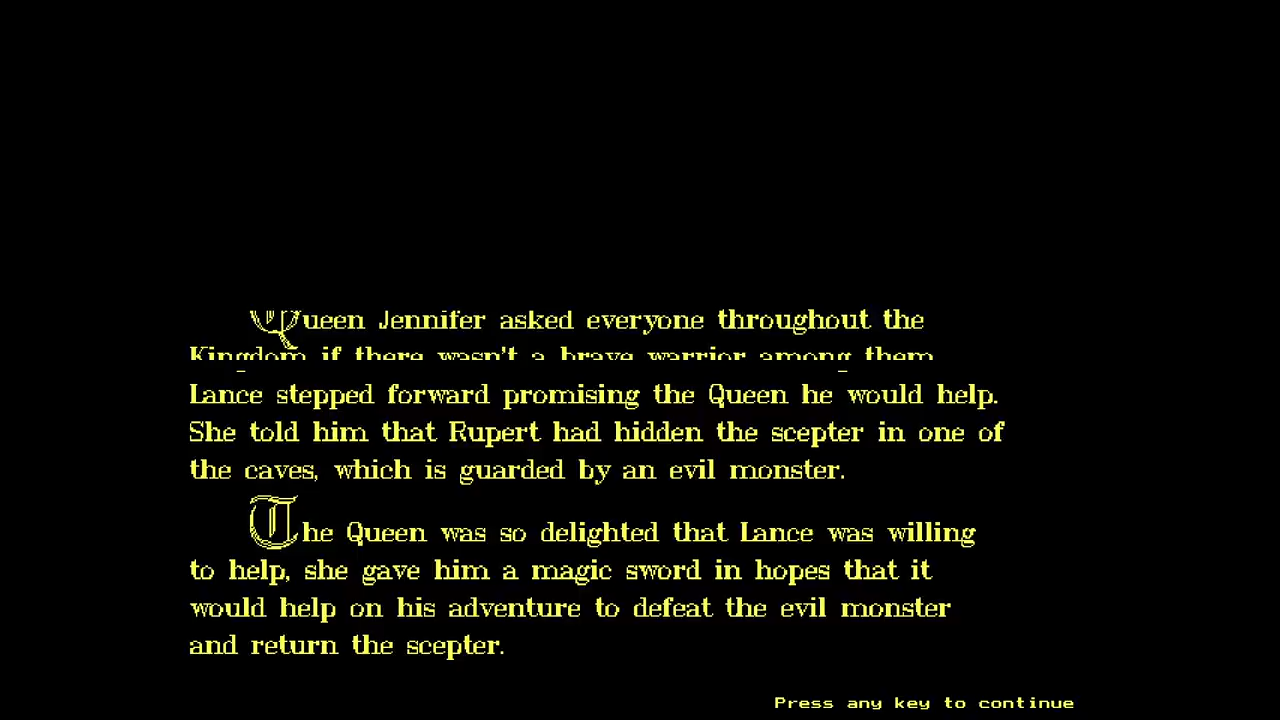 Queen Jennifer asked everyone throughout the
Kingdom if there wasn't a brave warrior among them
Lance stepped forward promising the Queen he would help.
She told him that Rupert had hidden the scepter in one of
the caves, which is guarded by an evil monster.
The Queen was so delighted that Lance was willing
to help, she gave him a magic sword in hopes that it
would help on his adventure to defeat the evil monster
and return the scepter.
Press any key to continue